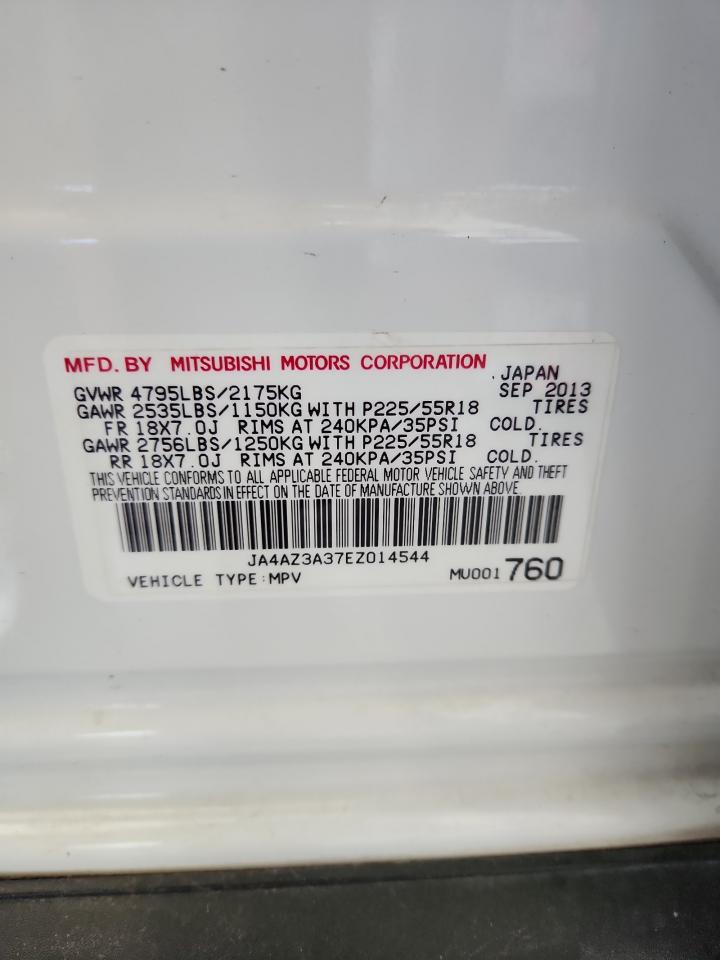 MFD. BY MITSUBISHI MOTORS CORPORATION JAPAN
GVWR 4795LBS/2175KG SEP 2013
GAWR 2535LBS/1150KG WITH P225/55R18 TIRES
FR 18X7.0J RIMS AT 240KPA/35PSI COLD.
GAWR 2756LBS/1250KG WITH P225/55R18 TIRES
RR 18X7.0J RIMS AT 240KPA/35PSI COLD.
THIS VEHICLE CONFORMS TO ALL APPLICABLE FEDERAL MOTOR VEHICLE SAFETY AND THEFT
PREVENTION STANDARDS IN EFFECT ON THE DATE OF MANUFACTURE SHOWN ABOVE.
JA4AZ3A37EZ014544
VEHICLE TYPE:MPV MU001760